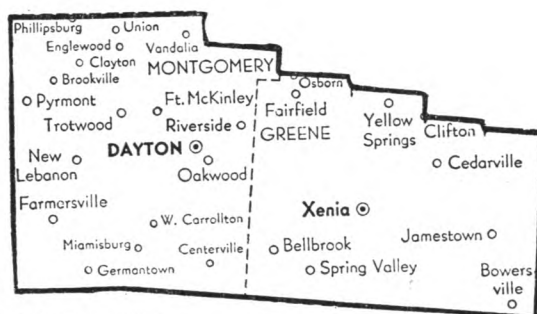 Phillipsburg
Union
Englewood
Vandalia
Clayton
MONTGOMERY
Brookville
Osborn
Pyrmont
Ft. McKinley
Fairfield
Trotwood
Riverside
GREENE
Yellow
Springs
Clifton
DAYTON
New
Lebanon
Oakwood
Cedarville
Farmersville
Xenia
W. Carrollton
Jamestown
Miamisburg
Centerville
Bellbrook
Germantown
Spring Valley
Bowers
ville